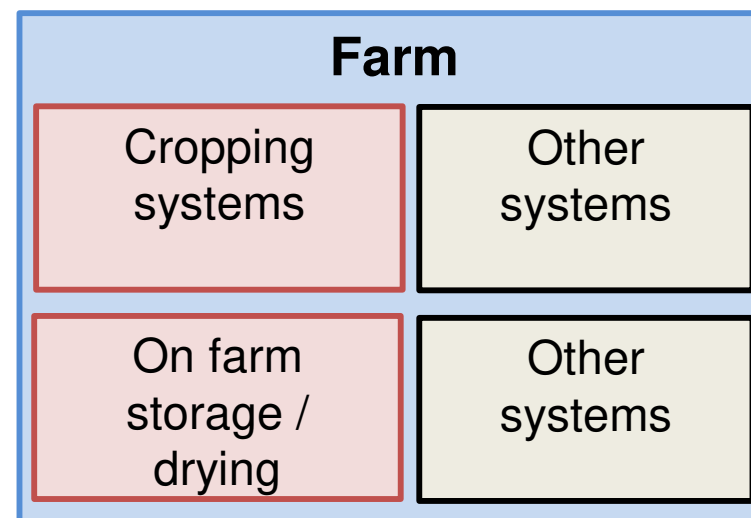 Farm
Cropping
systems
Other
systems
On farm
storage /
drying
Other
systems